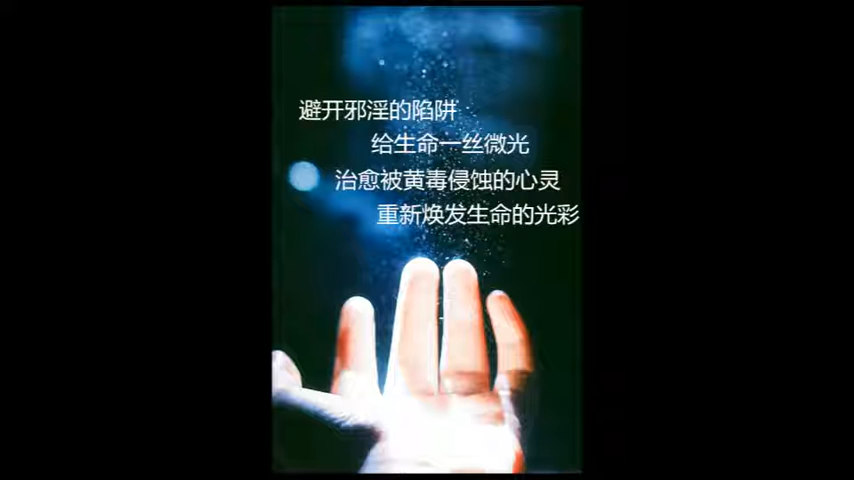 避开邪淫的陷阱
给生命一丝微光
治愈被黄毒侵蚀的心灵
重新焕发生命的光彩